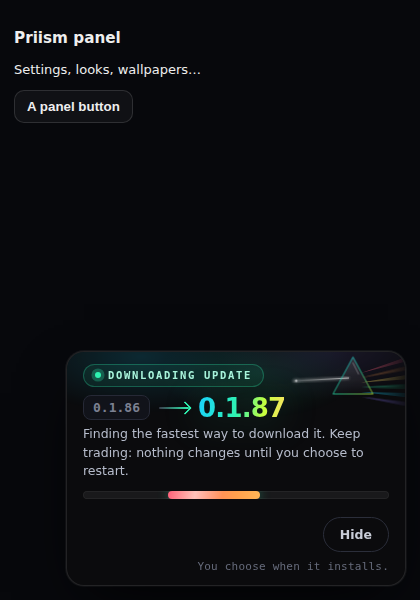 Priism panel
Settings, looks, wallpapers…
A panel button
DOWNLOADING UPDATE
0.1.86 → 0.1.87
Finding the fastest way to download it. Keep
trading: nothing changes until you choose to
restart.
Hide
You choose when it installs.